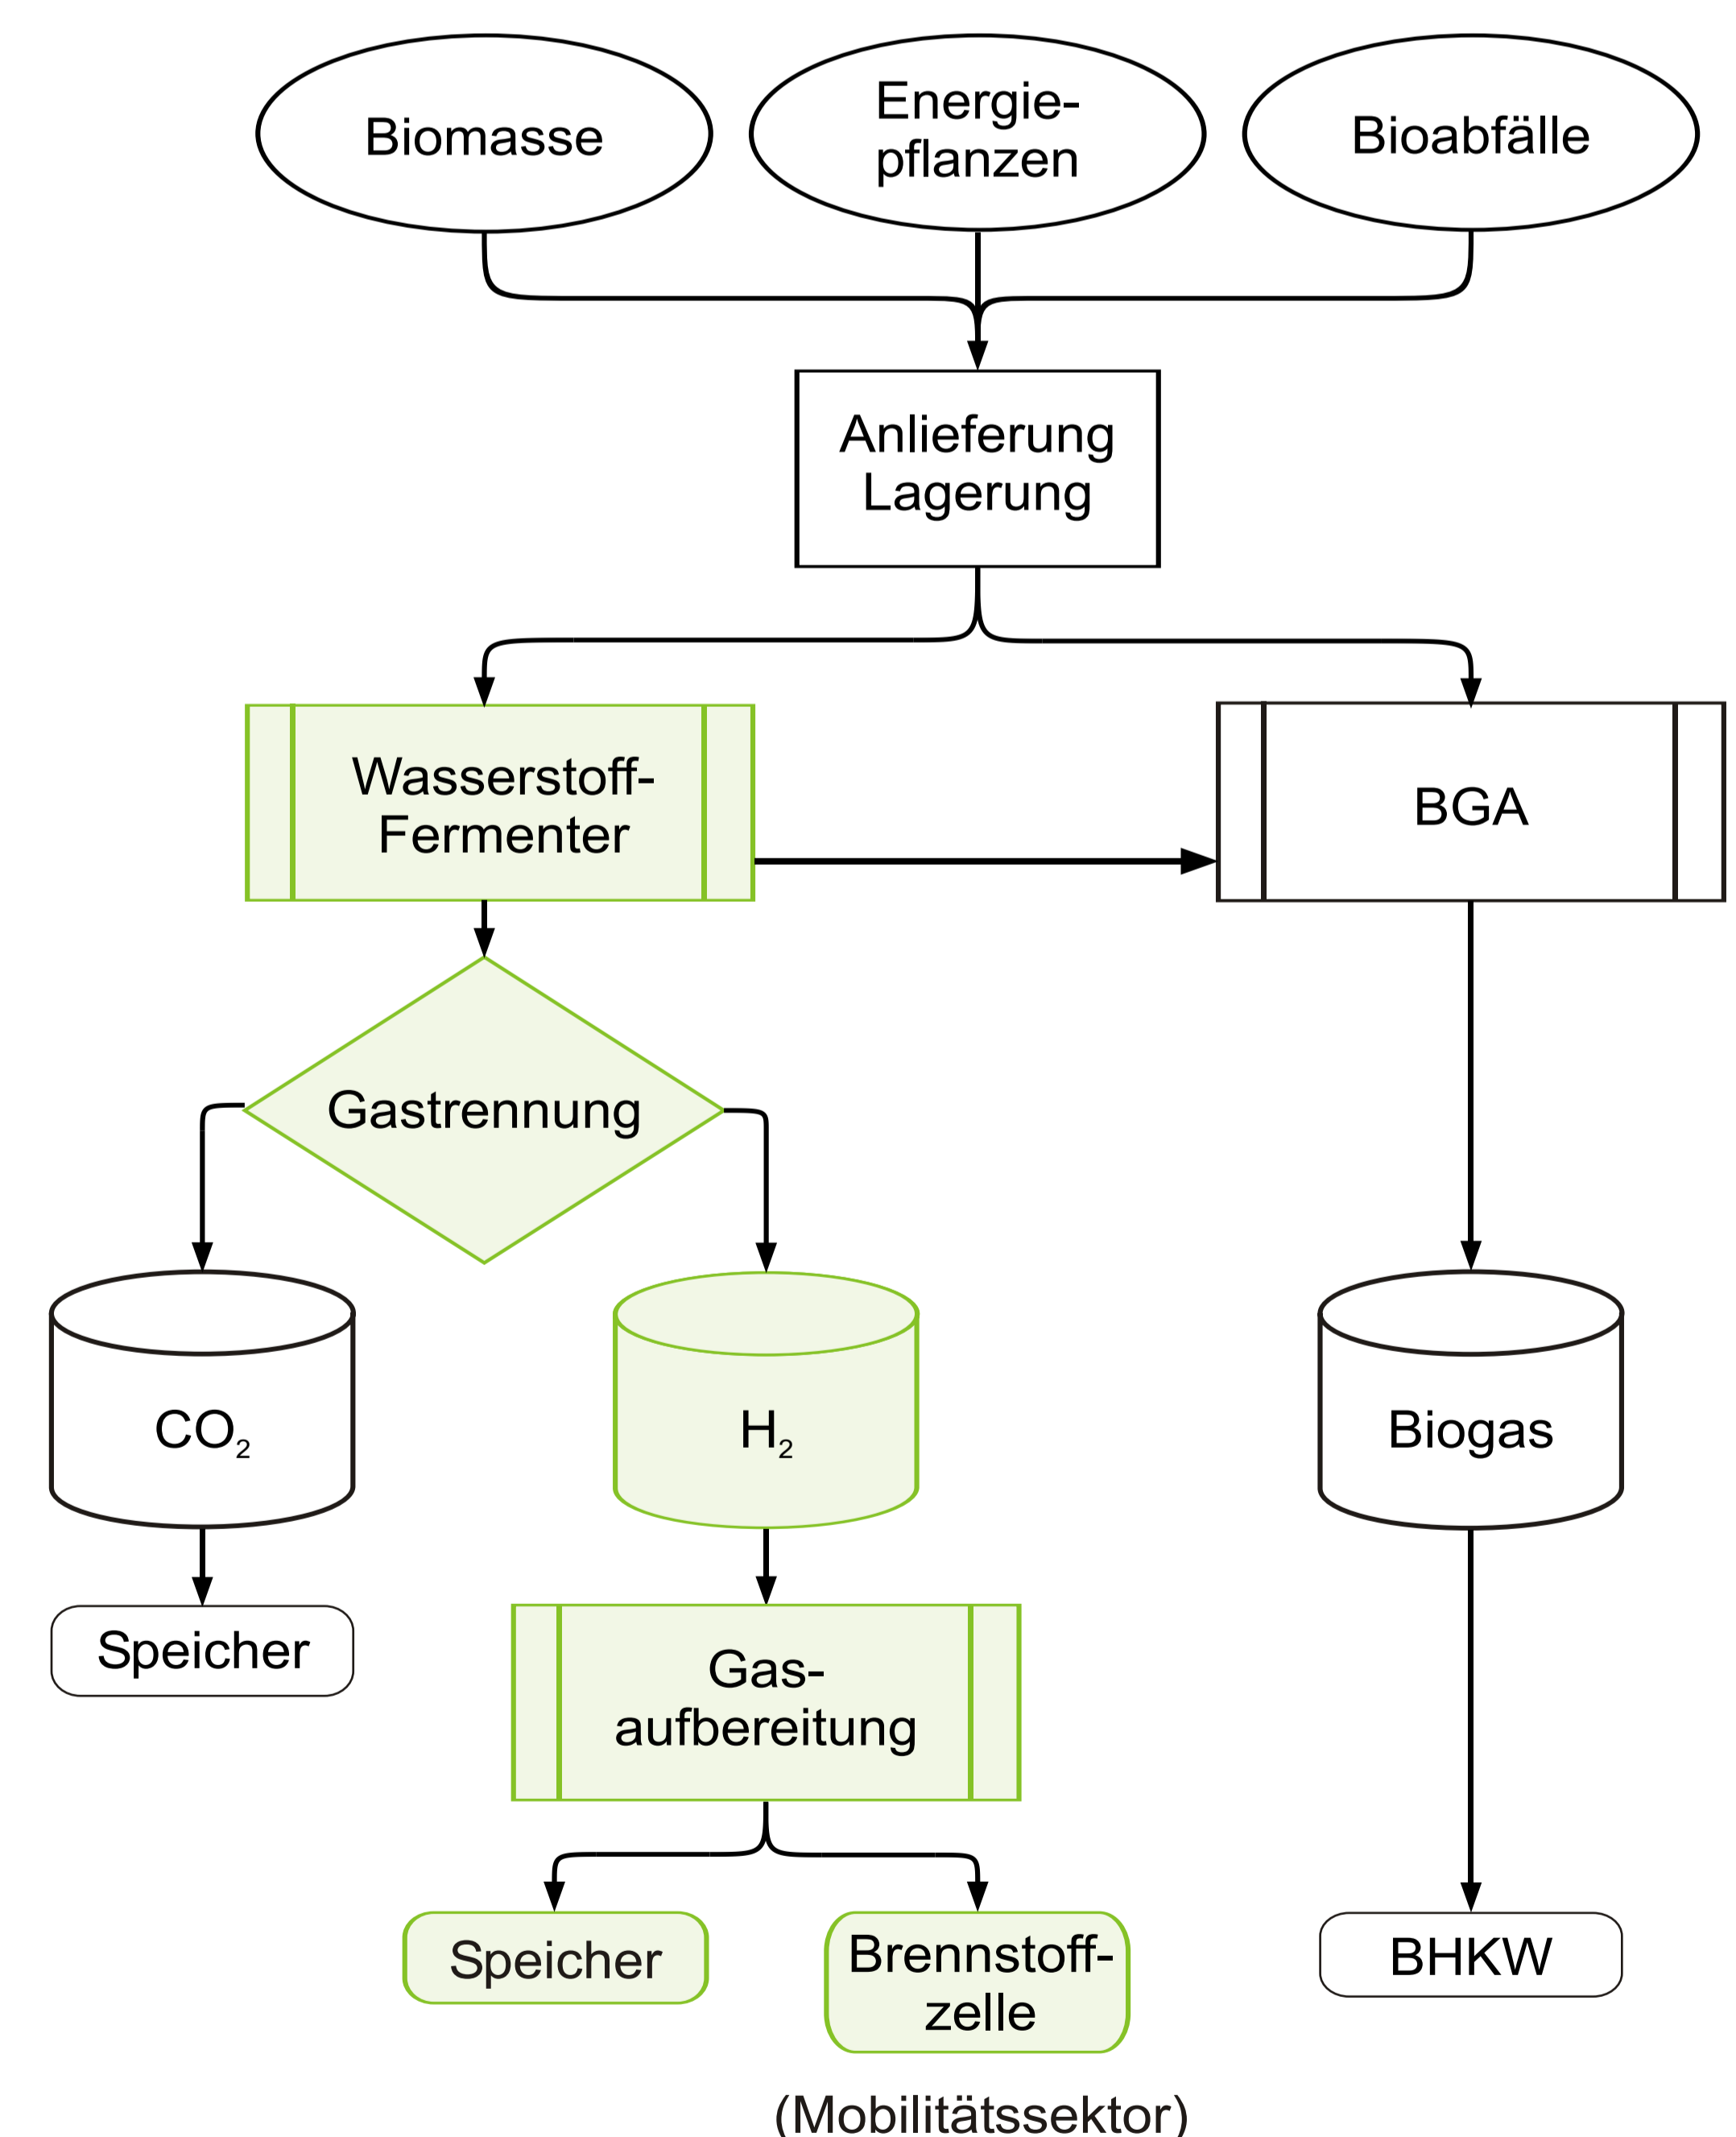 Biomasse
Energie-
pflanzen
Bioabfälle
Anlieferung
Lagerung
Wasserstoff-
Fermenter
BGA
Gastrennung
CO₂
H₂
Biogas
Speicher
Gas-
aufbereitung
Speicher
Brennstoff-
zelle
BHKW
(Mobilitätssektor)